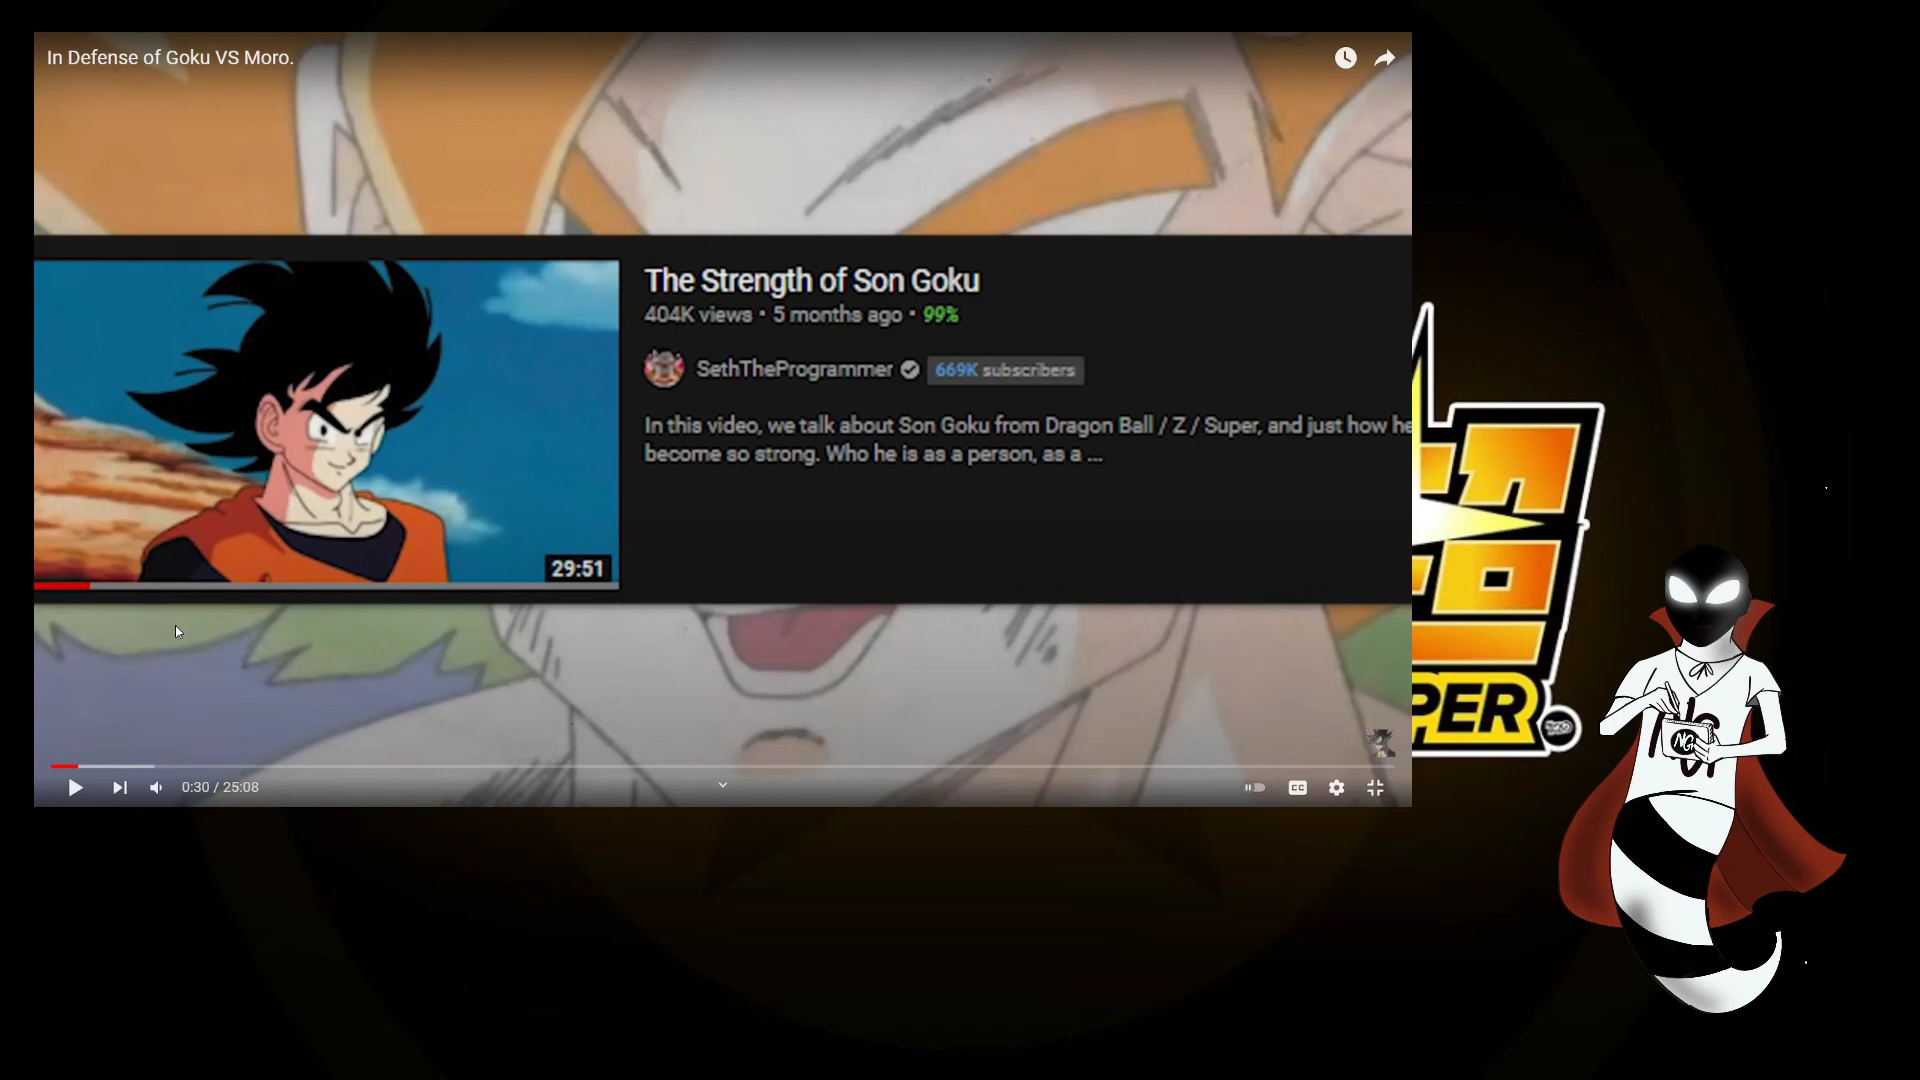 In Defense of Goku VS Moro.
The Strength of Son Goku
404K views • 5 months ago • 99%
SethTheProgrammer
669K subscribers
In this video, we talk about Son Goku from Dragon Ball / Z / Super, and just how he
become so strong. Who he is as a person, as a ...
29:51
0:30 / 25:08
CC
PER
NG